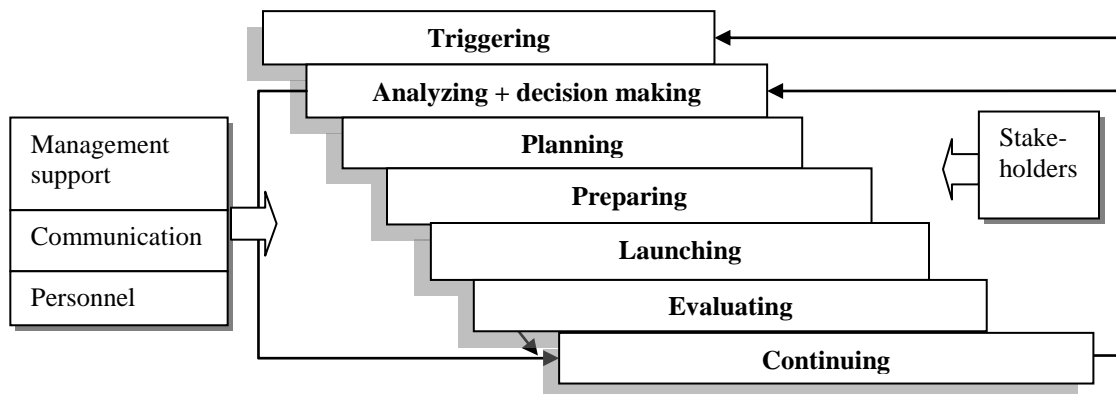 Triggering
Analyzing + decision making
Planning
Preparing
Launching
Evaluating
Continuing
Management
support
Communication
Personnel
Stake-
holders